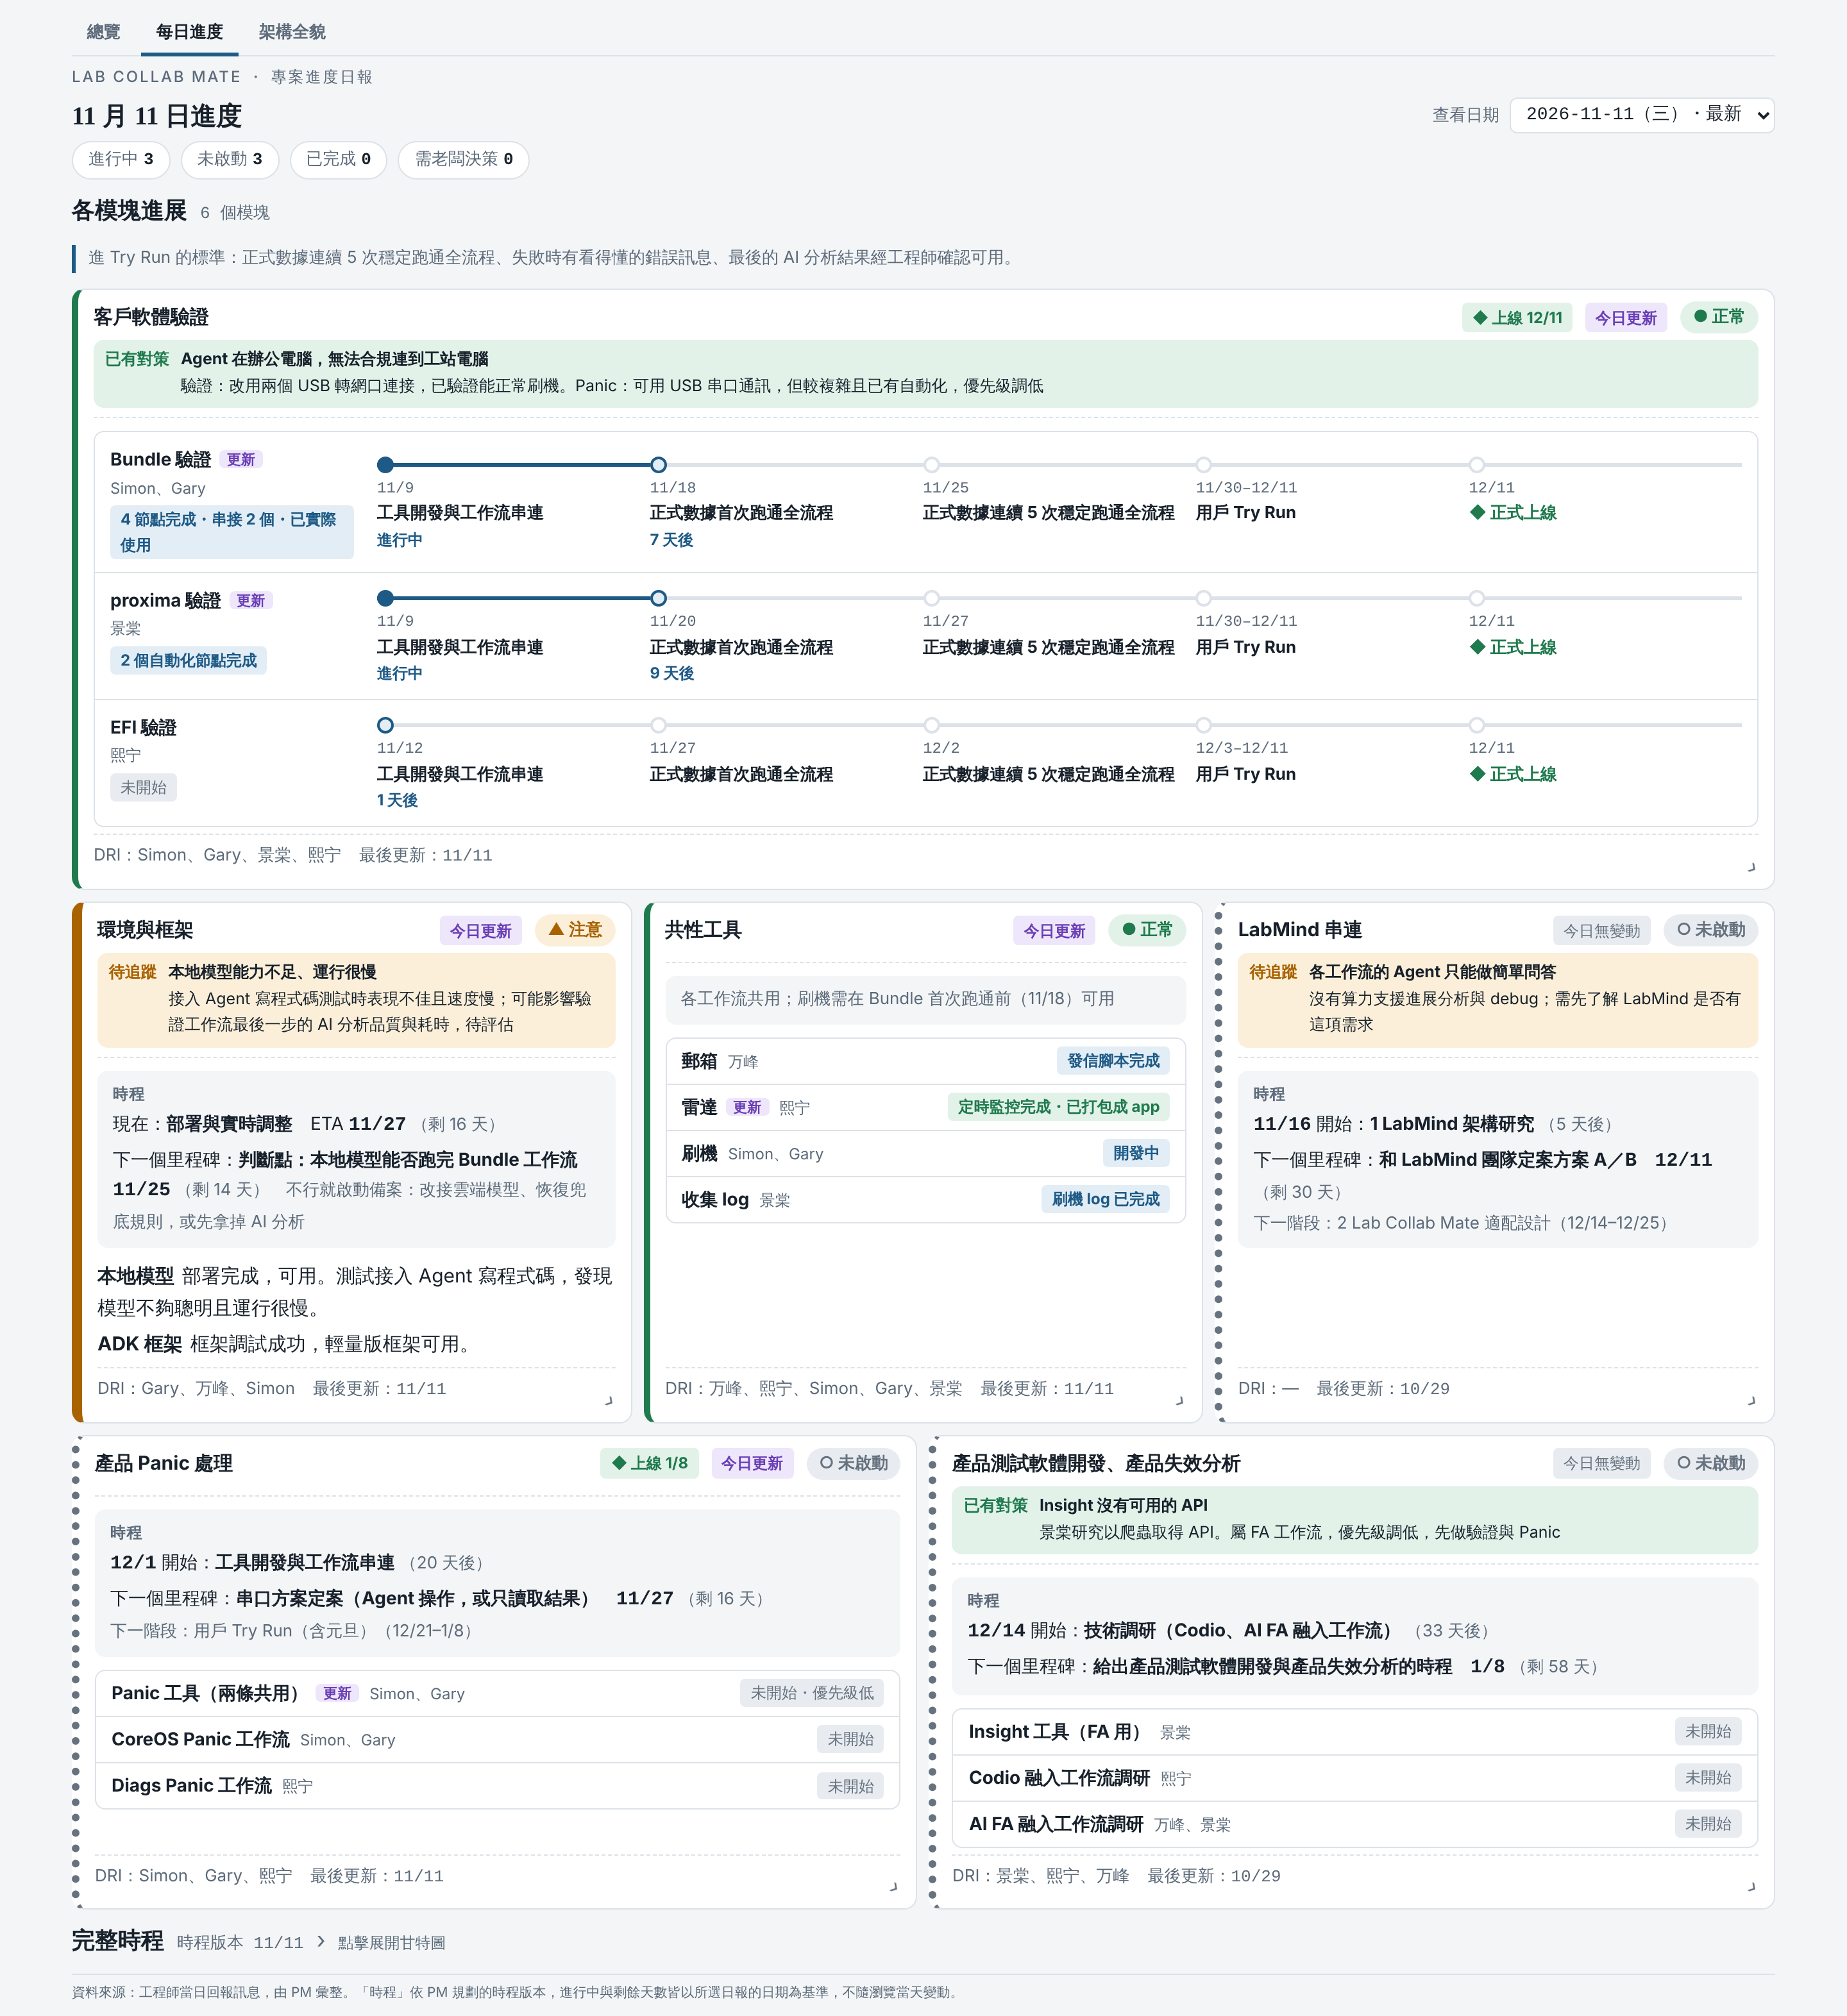 總覽 每日進度 架構全貌
LAB COLLAB MATE · 專案進度日報
11 月 11 日進度
查看日期 2026-11-11（三）·最新
進行中 3 未啟動 3 已完成 0 需老闆決策 0
各模塊進展 6 個模塊
進 Try Run 的標準：正式數據連續 5 次穩定跑通全流程、失敗時有看得懂的錯誤訊息、最後的 AI 分析結果經工程師確認可用。
客戶軟體驗證 ◆ 上線 12/11 今日更新 ● 正常
已有對策 Agent 在辦公電腦，無法合規連到工站電腦
驗證：改用兩個 USB 轉網口連接，已驗證能正常刷機。Panic：可用 USB 串口通訊，但較複雜且已有自動化，優先級調低
Bundle 驗證 更新
Simon、Gary
4 節點完成・串接 2 個・已實際
使用
11/9 11/18 11/25 11/30–12/11 12/11
工具開發與工作流串連 正式數據首次跑通全流程 正式數據連續 5 次穩定跑通全流程 用戶 Try Run ◆ 正式上線
進行中 7 天後
proxima 驗證 更新
景棠
2 個自動化節點完成
11/9 11/20 11/27 11/30–12/11 12/11
工具開發與工作流串連 正式數據首次跑通全流程 正式數據連續 5 次穩定跑通全流程 用戶 Try Run ◆ 正式上線
進行中 9 天後
EFI 驗證
熙宁
未開始
11/12 11/27 12/2 12/3–12/11 12/11
工具開發與工作流串連 正式數據首次跑通全流程 正式數據連續 5 次穩定跑通全流程 用戶 Try Run ◆ 正式上線
1 天後
DRI：Simon、Gary、景棠、熙宁 最後更新：11/11
環境與框架 今日更新 ▲ 注意
待追蹤 本地模型能力不足、運行很慢
接入 Agent 寫程式碼測試時表現不佳且速度慢；可能影響驗
證工作流最後一步的 AI 分析品質與耗時，待評估
時程
現在：部署與實時調整 ETA 11/27（剩 16 天）
下一個里程碑：判斷點：本地模型能否跑完 Bundle 工作流
11/25（剩 14 天） 不行就啟動備案：改接雲端模型、恢復兜
底規則，或先拿掉 AI 分析
本地模型 部署完成，可用。測試接入 Agent 寫程式碼，發現
模型不夠聰明且運行很慢。
ADK 框架 框架調試成功，輕量版框架可用。
DRI：Gary、万峰、Simon 最後更新：11/11
共性工具 今日更新 ● 正常
各工作流共用；刷機需在 Bundle 首次跑通前（11/18）可用
郵箱 万峰 發信腳本完成
雷達 更新 熙宁 定時監控完成・已打包成 app
刷機 Simon、Gary 開發中
收集 log 景棠 刷機 log 已完成
DRI：万峰、熙宁、Simon、Gary、景棠 最後更新：11/11
LabMind 串連 今日無變動 ○ 未啟動
待追蹤 各工作流的 Agent 只能做簡單問答
沒有算力支援進展分析與 debug；需先了解 LabMind 是否有
這項需求
時程
11/16 開始：1 LabMind 架構研究（5 天後）
下一個里程碑：和 LabMind 團隊定案方案 A／B 12/11
（剩 30 天）
下一階段：2 Lab Collab Mate 適配設計（12/14–12/25）
DRI：— 最後更新：10/29
產品 Panic 處理 ◆ 上線 1/8 今日更新 ○ 未啟動
時程
12/1 開始：工具開發與工作流串連（20 天後）
下一個里程碑：串口方案定案（Agent 操作，或只讀取結果） 11/27（剩 16 天）
下一階段：用戶 Try Run（含元旦）（12/21–1/8）
Panic 工具（兩條共用） 更新 Simon、Gary 未開始・優先級低
CoreOS Panic 工作流 Simon、Gary 未開始
Diags Panic 工作流 熙宁 未開始
DRI：Simon、Gary、熙宁 最後更新：11/11
產品測試軟體開發、產品失效分析 今日無變動 ○ 未啟動
已有對策 Insight 沒有可用的 API
景棠研究以爬蟲取得 API。屬 FA 工作流，優先級調低，先做驗證與 Panic
時程
12/14 開始：技術調研（Codio、AI FA 融入工作流）（33 天後）
下一個里程碑：給出產品測試軟體開發與產品失效分析的時程 1/8（剩 58 天）
Insight 工具（FA 用） 景棠 未開始
Codio 融入工作流調研 熙宁 未開始
AI FA 融入工作流調研 万峰、景棠 未開始
DRI：景棠、熙宁、万峰 最後更新：10/29
完整時程 時程版本 11/11 › 點擊展開甘特圖
資料來源：工程師當日回報訊息，由 PM 彙整。「時程」依 PM 規劃的時程版本，進行中與剩餘天數皆以所選日報的日期為基準，不隨瀏覽當天變動。